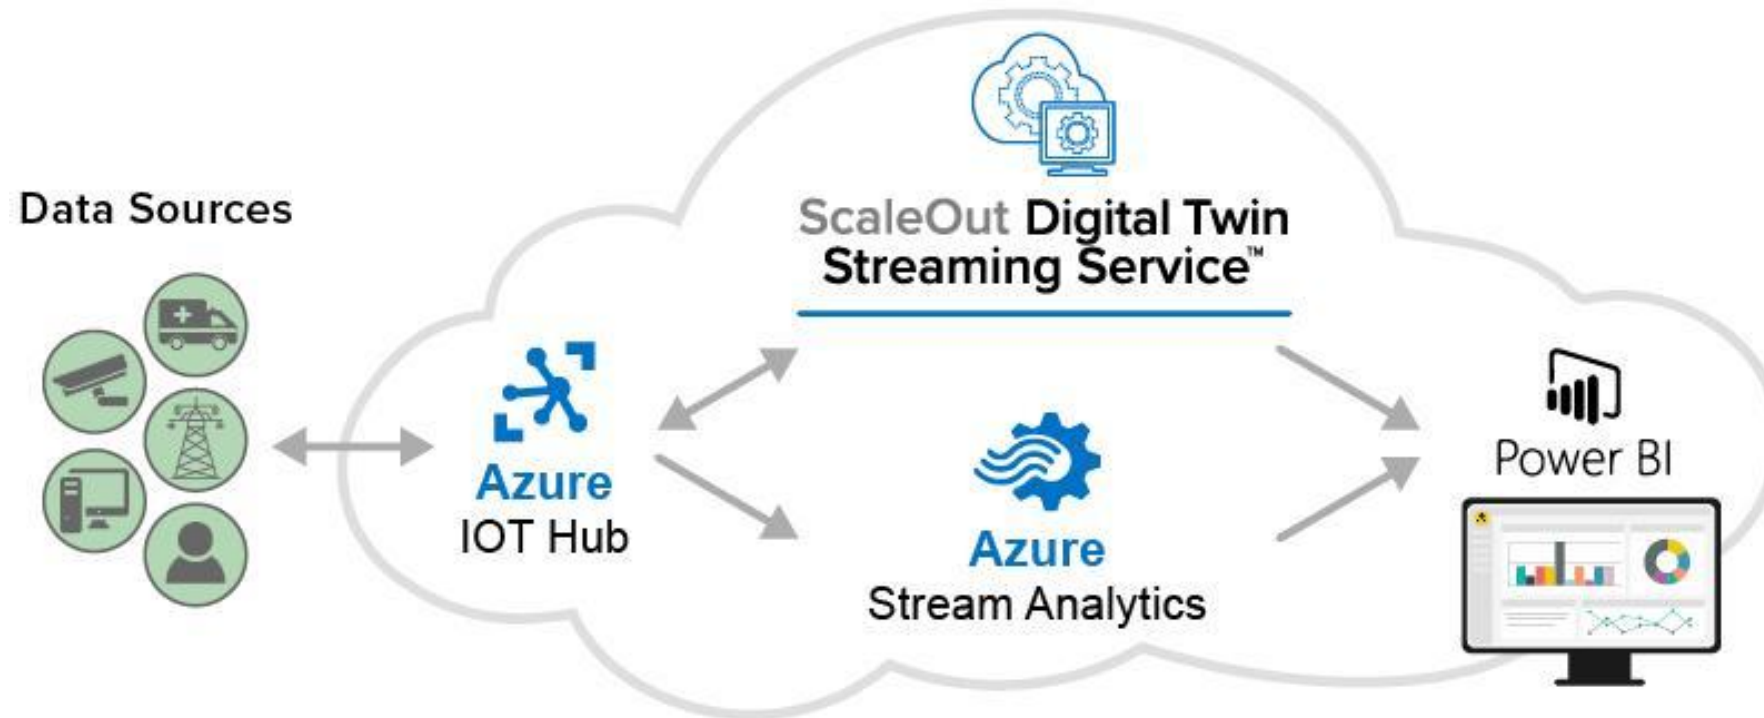 Data Sources
ScaleOut Digital Twin
Streaming Service™
Azure
IOT Hub
Azure
Stream Analytics
Power BI